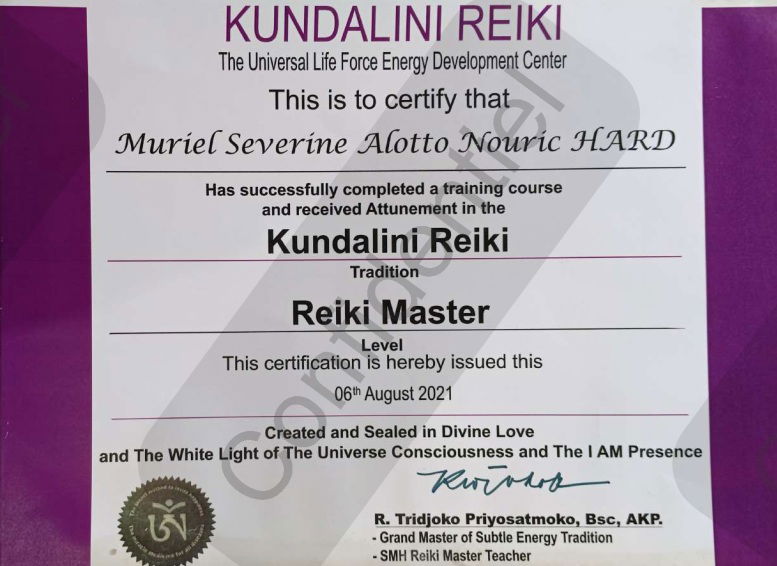 KUNDALINI REIKI
The Universal Life Force Energy Development Center
This is to certify that
Muriel Severine Alotto Nouric HARD
Has successfully completed a training course
and received Attunement in the
Kundalini Reiki
Tradition
Reiki Master
Level
This certification is hereby issued this
06th August 2021
Created and Sealed in Divine Love
and The White Light of The Universe Consciousness and The I AM Presence
R. Tridjoko Priyosatmoko, Bsc, AKP.
- Grand Master of Subtle Energy Tradition
- SMH Reiki Master Teacher
Confidentiel